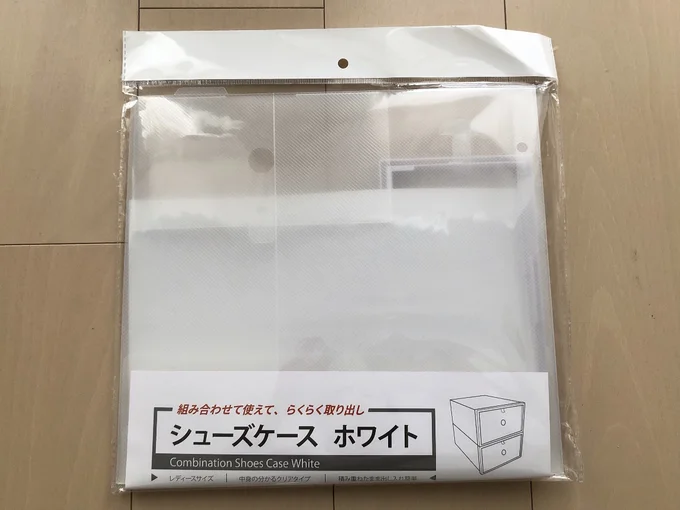 組み合わせて使えて、らくらく取り出し
シューズケース ホワイト
Combination Shoes Case White
レディースサイズ 中身の分かるクリアタイプ 積み重ねたまま出し入れ簡単